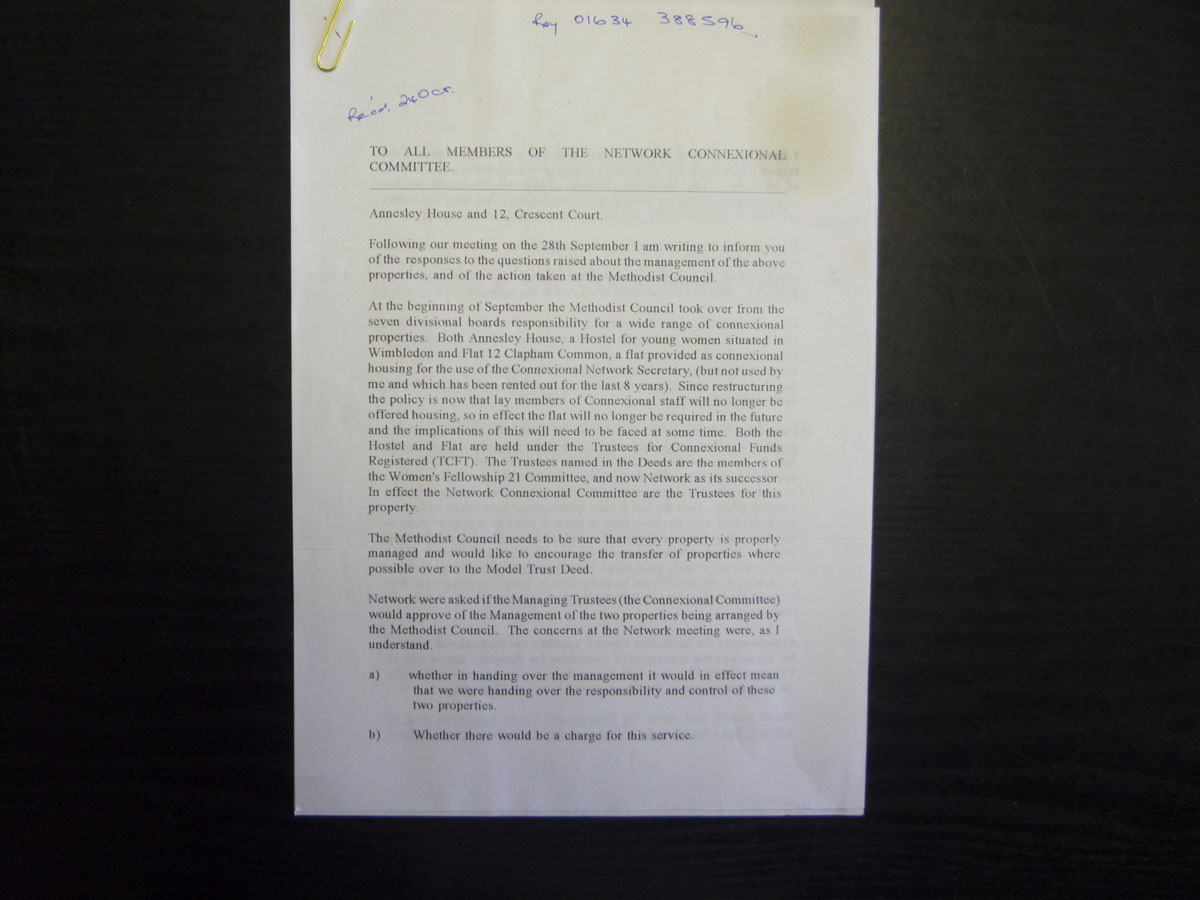 Roy 01634 388596
Rec'd. 24 Oct.
TO ALL MEMBERS OF THE NETWORK CONNEXIONAL
COMMITTEE.
Annesley House and 12, Crescent Court.
Following our meeting on the 28th September I am writing to inform you
of the responses to the questions raised about the management of the above
properties, and of the action taken at the Methodist Council.
At the beginning of September the Methodist Council took over from the
seven divisional boards responsibility for a wide range of connexional
properties. Both Annesley House, a Hostel for young women situated in
Wimbledon and Flat 12 Clapham Common, a flat provided as connexional
housing for the use of the Connexional Network Secretary, (but not used by
me and which has been rented out for the last 8 years). Since restructuring
the policy is now that lay members of Connexional staff will no longer be
offered housing, so in effect the flat will no longer be required in the future
and the implications of this will need to be faced at some time. Both the
Hostel and Flat are held under the Trustees for Connexional Funds
Registered (TCFT). The Trustees named in the Deeds are the members of
the Women's Fellowship 21 Committee, and now Network as its successor.
In effect the Network Connexional Committee are the Trustees for this
property.
The Methodist Council needs to be sure that every property is properly
managed and would like to encourage the transfer of properties where
possible over to the Model Trust Deed.
Network were asked if the Managing Trustees (the Connexional Committee)
would approve of the Management of the two properties being arranged by
the Methodist Council. The concerns at the Network meeting were, as I
understand.
a) whether in handing over the management it would in effect mean
that we were handing over the responsibility and control of these
two properties.
b) Whether there would be a charge for this service.